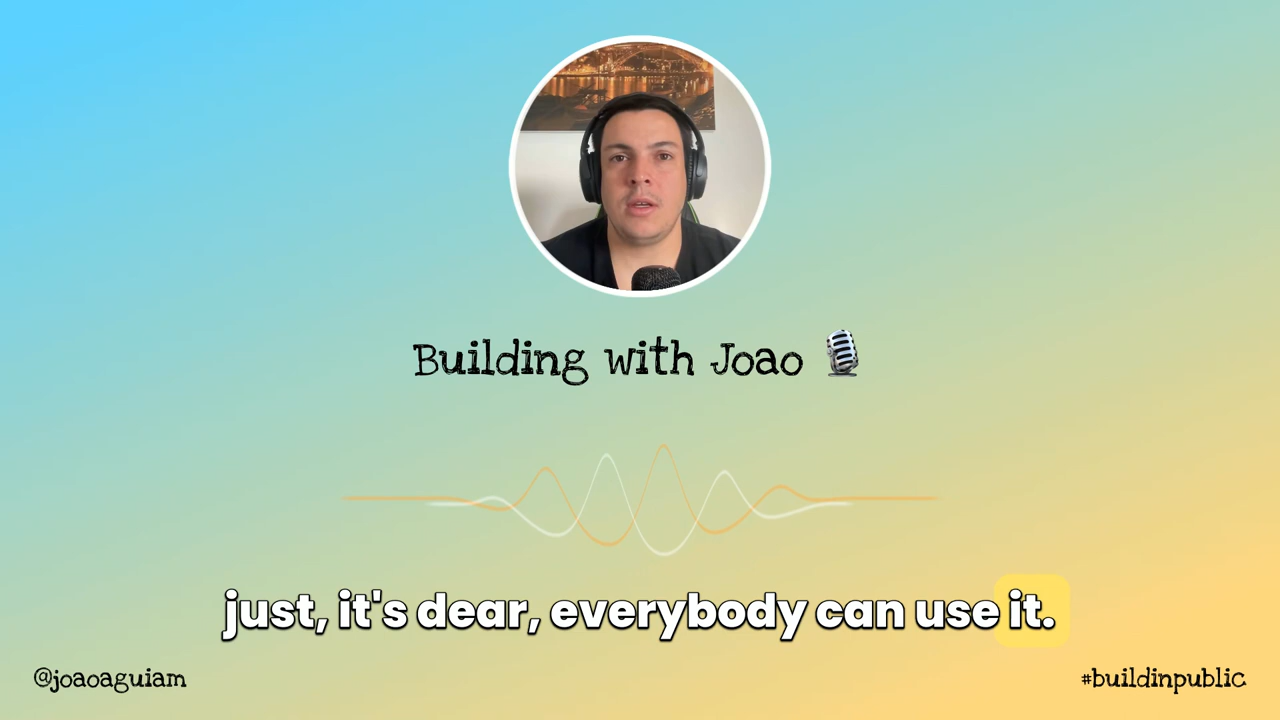 Building with Joao 🎙️
just, it's dear, everybody can use it.
@joaoaguiam
#buildinpublic